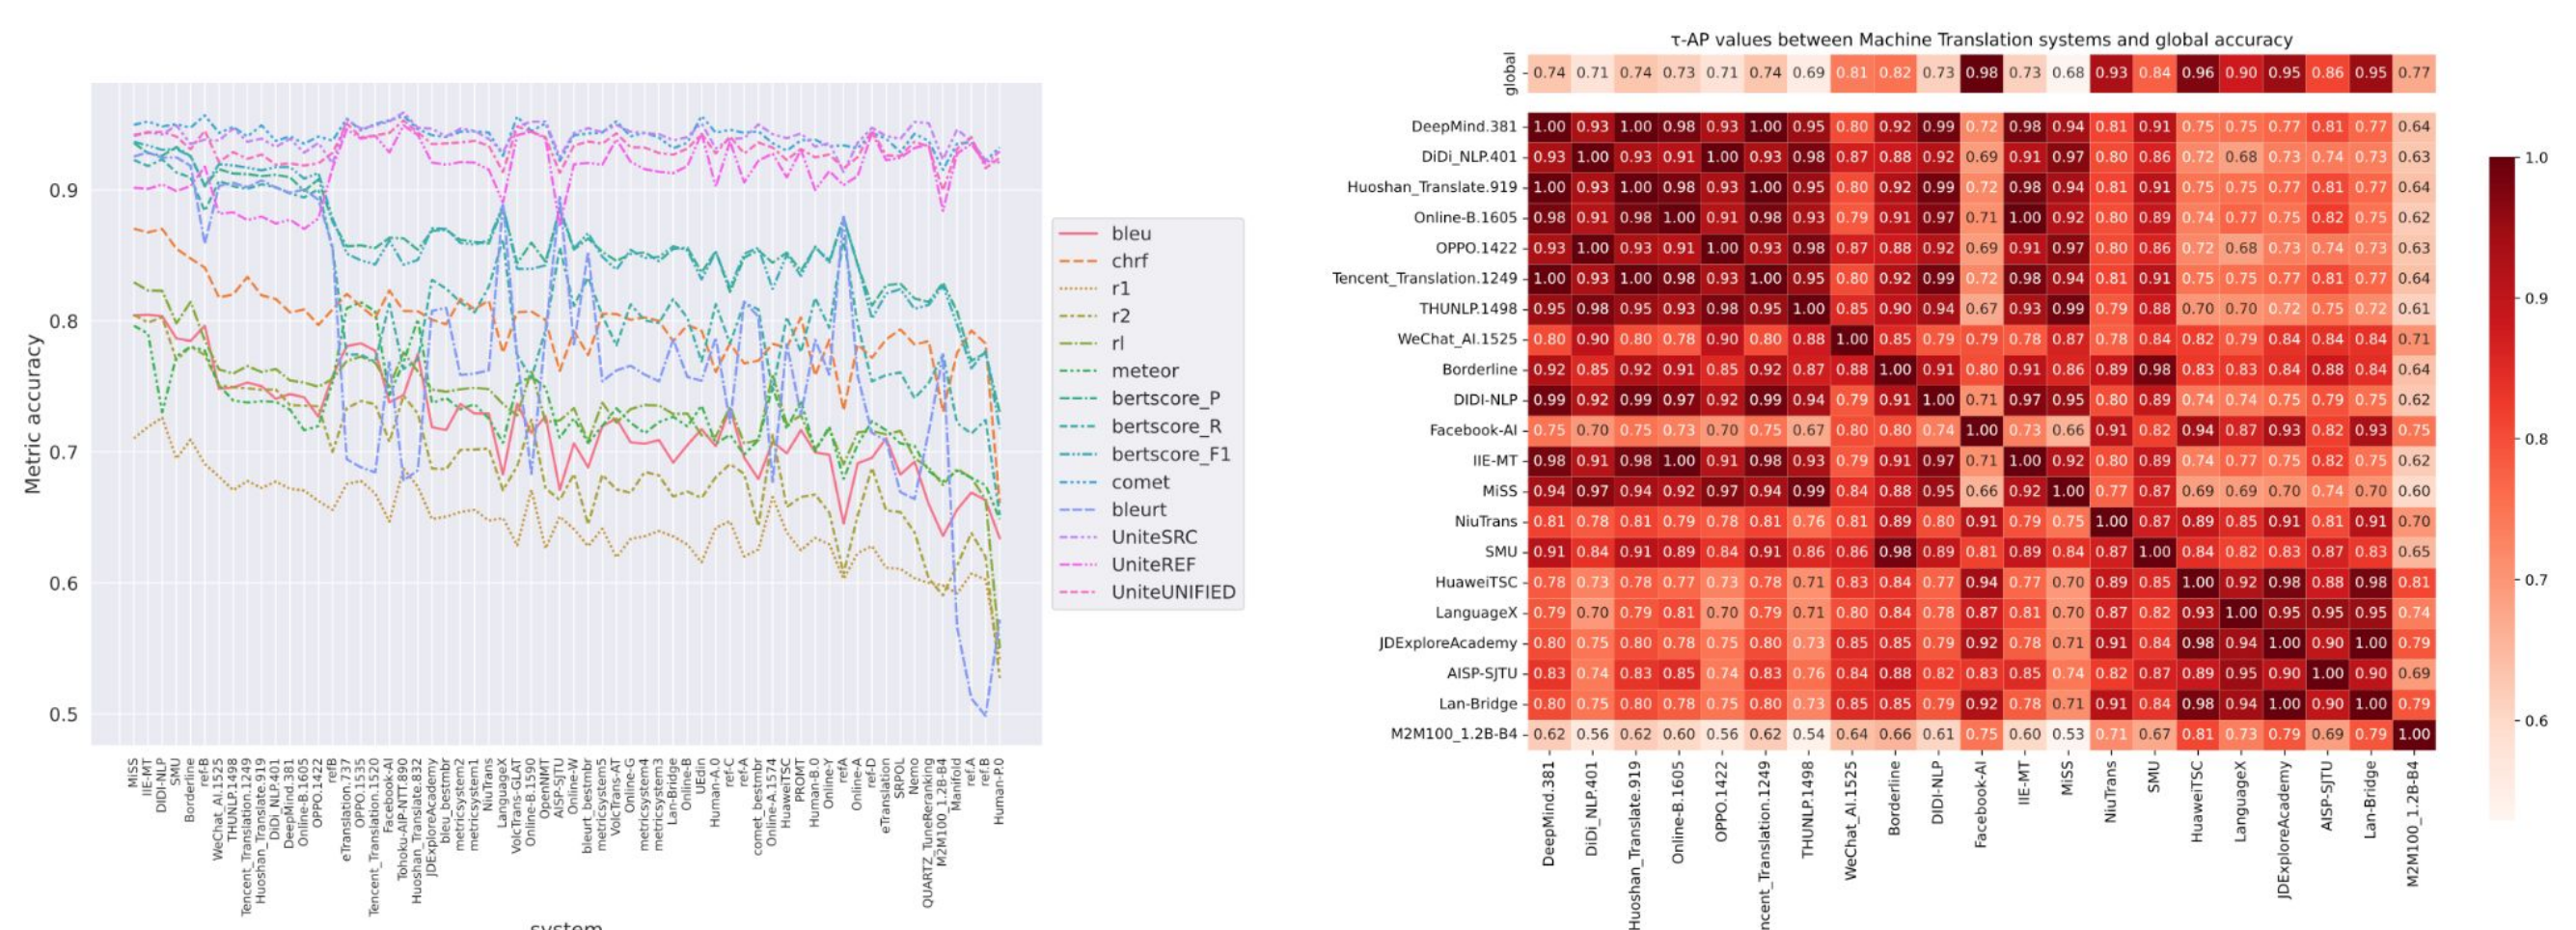 Metric accuracy
0.9
0.8
0.7
0.6
0.5
MiSS
IIE-MT
DIDI-NLP
SMU
Borderline
ref-B
WeChat_AI.1525
THUNLP.1498
Tencent_Translation.1249
Huoshan_Translate.919
DiDi_NLP.401
DeepMind.381
Online-B.1605
OPPO.1422
refB
eTranslation.737
OPPO.1535
Tencent_Translation.1520
Facebook-AI
Tohoku-AIP-NTT.890
Huoshan_Translate.832
JDExploreAcademy
bleu_bestmbr
metricsystem2
metricsystem1
NiuTrans
LanguageX
VolcTrans-GLAT
Online-B.1590
OpenNMT
AISP-SJTU
Online-W
bleurt_bestmbr
metricsystem5
VolcTrans-AT
Online-G
metricsystem4
metricsystem3
Lan-Bridge
Online-B
UEdin
Human-A.0
ref-C
ref-A
comet_bestmbr
Online-A.1574
HuaweiTSC
PROMT
Human-B.0
Online-Y
refA
Online-A
ref-D
eTranslation
SRPOL
Nemo
QUARTZ_TuneReranking
M2M100_1.2B-B4
Manifold
ref.A
ref.B
Human-P.0
system
bleu
chrf
r1
r2
rl
meteor
bertscore_P
bertscore_R
bertscore_F1
comet
bleurt
UniteSRC
UniteREF
UniteUNIFIED
τ-AP values between Machine Translation systems and global accuracy
global 0.74 0.71 0.74 0.73 0.71 0.74 0.69 0.81 0.82 0.73 0.98 0.73 0.68 0.93 0.84 0.96 0.90 0.95 0.86 0.95 0.77
DeepMind.381 1.00 0.93 1.00 0.98 0.93 1.00 0.95 0.80 0.92 0.99 0.72 0.98 0.94 0.81 0.91 0.75 0.75 0.77 0.81 0.77 0.64
DiDi_NLP.401 0.93 1.00 0.93 0.91 1.00 0.93 0.98 0.87 0.88 0.92 0.69 0.91 0.97 0.80 0.86 0.72 0.68 0.73 0.74 0.73 0.63
Huoshan_Translate.919 1.00 0.93 1.00 0.98 0.93 1.00 0.95 0.80 0.92 0.99 0.72 0.98 0.94 0.81 0.91 0.75 0.75 0.77 0.81 0.77 0.64
Online-B.1605 0.98 0.91 0.98 1.00 0.91 0.98 0.93 0.79 0.91 0.97 0.71 1.00 0.92 0.80 0.89 0.74 0.77 0.75 0.82 0.75 0.62
OPPO.1422 0.93 1.00 0.93 0.91 1.00 0.93 0.98 0.87 0.88 0.92 0.69 0.91 0.97 0.80 0.86 0.72 0.68 0.73 0.74 0.73 0.63
Tencent_Translation.1249 1.00 0.93 1.00 0.98 0.93 1.00 0.95 0.80 0.92 0.99 0.72 0.98 0.94 0.81 0.91 0.75 0.75 0.77 0.81 0.77 0.64
THUNLP.1498 0.95 0.98 0.95 0.93 0.98 0.95 1.00 0.85 0.90 0.94 0.67 0.93 0.99 0.79 0.88 0.70 0.70 0.72 0.75 0.72 0.61
WeChat_AI.1525 0.80 0.90 0.80 0.78 0.90 0.80 0.88 1.00 0.85 0.79 0.79 0.78 0.87 0.78 0.84 0.82 0.79 0.84 0.84 0.84 0.71
Borderline 0.92 0.85 0.92 0.91 0.85 0.92 0.87 0.88 1.00 0.91 0.80 0.91 0.86 0.89 0.98 0.83 0.83 0.84 0.88 0.84 0.64
DIDI-NLP 0.99 0.92 0.99 0.97 0.92 0.99 0.94 0.79 0.91 1.00 0.71 0.97 0.95 0.80 0.89 0.74 0.74 0.75 0.79 0.75 0.62
Facebook-AI 0.75 0.70 0.75 0.73 0.70 0.75 0.67 0.80 0.80 0.74 1.00 0.73 0.66 0.91 0.82 0.94 0.87 0.93 0.82 0.93 0.75
IIE-MT 0.98 0.91 0.98 1.00 0.91 0.98 0.93 0.79 0.91 0.97 0.71 1.00 0.92 0.80 0.89 0.74 0.77 0.75 0.82 0.75 0.62
MiSS 0.94 0.97 0.94 0.92 0.97 0.94 0.99 0.84 0.88 0.95 0.66 0.92 1.00 0.77 0.87 0.69 0.69 0.70 0.74 0.70 0.60
NiuTrans 0.81 0.78 0.81 0.79 0.78 0.81 0.76 0.81 0.89 0.80 0.91 0.79 0.75 1.00 0.87 0.89 0.85 0.91 0.81 0.91 0.70
SMU 0.91 0.84 0.91 0.89 0.84 0.91 0.86 0.86 0.98 0.89 0.81 0.89 0.84 0.87 1.00 0.84 0.82 0.83 0.87 0.83 0.65
HuaweiTSC 0.78 0.73 0.78 0.77 0.73 0.78 0.71 0.83 0.84 0.77 0.94 0.77 0.70 0.89 0.85 1.00 0.92 0.98 0.88 0.98 0.81
LanguageX 0.79 0.70 0.79 0.81 0.70 0.79 0.71 0.80 0.84 0.78 0.87 0.81 0.70 0.87 0.82 0.93 1.00 0.95 0.95 0.95 0.74
JDExploreAcademy 0.80 0.75 0.80 0.78 0.75 0.80 0.73 0.85 0.85 0.79 0.92 0.78 0.71 0.91 0.84 0.98 0.94 1.00 0.90 1.00 0.79
AISP-SJTU 0.83 0.74 0.83 0.85 0.74 0.83 0.76 0.84 0.88 0.82 0.83 0.85 0.74 0.82 0.87 0.89 0.95 0.90 1.00 0.90 0.69
Lan-Bridge 0.80 0.75 0.80 0.78 0.75 0.80 0.73 0.85 0.85 0.79 0.92 0.78 0.71 0.91 0.84 0.98 0.94 1.00 0.90 1.00 0.79
M2M100_1.2B-B4 0.62 0.56 0.62 0.60 0.56 0.62 0.54 0.64 0.66 0.61 0.75 0.60 0.53 0.71 0.67 0.81 0.73 0.79 0.69 0.79 1.00
DeepMind.381
DiDi_NLP.401
Huoshan_Translate.919
Online-B.1605
OPPO.1422
ncent_Translation.1249
THUNLP.1498
WeChat_AI.1525
Borderline
DIDI-NLP
Facebook-AI
IIE-MT
MiSS
NiuTrans
SMU
HuaweiTSC
LanguageX
JDExploreAcademy
AISP-SJTU
Lan-Bridge
M2M100_1.2B-B4
1.0
0.9
0.8
0.7
0.6